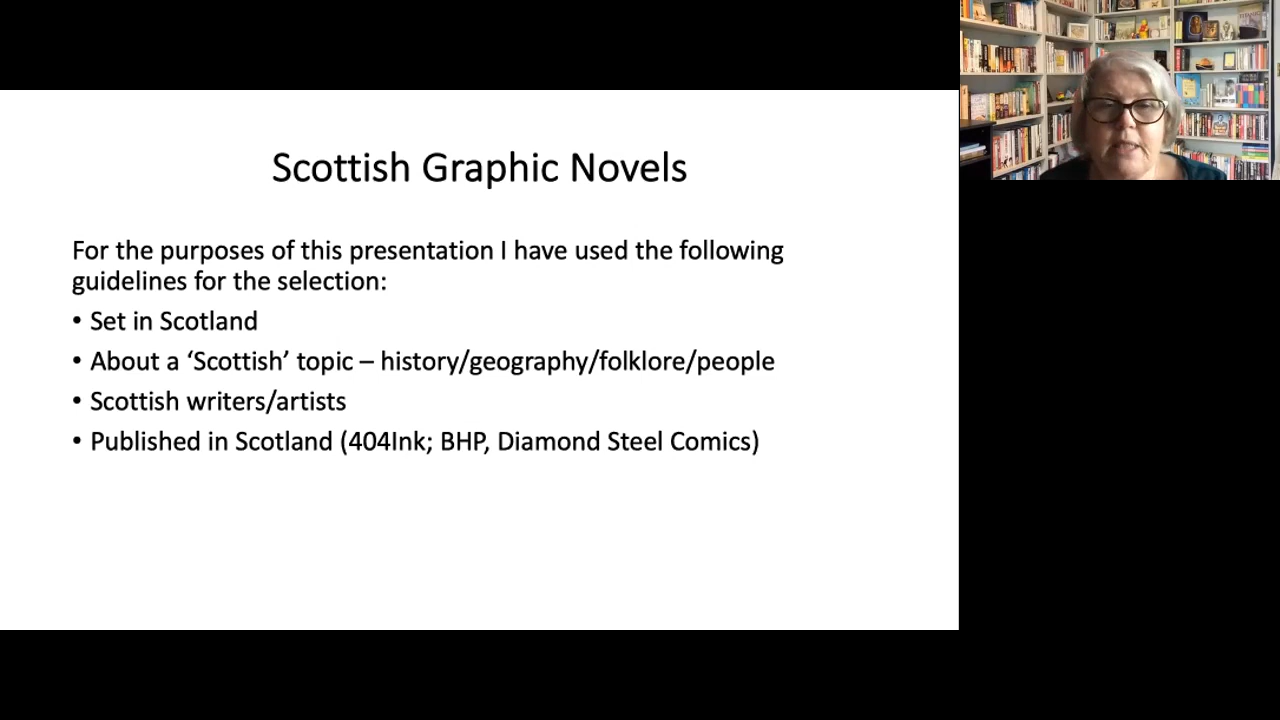 Scottish Graphic Novels
For the purposes of this presentation I have used the following
guidelines for the selection:
• Set in Scotland
• About a ‘Scottish’ topic – history/geography/folklore/people
• Scottish writers/artists
• Published in Scotland (404Ink; BHP, Diamond Steel Comics)